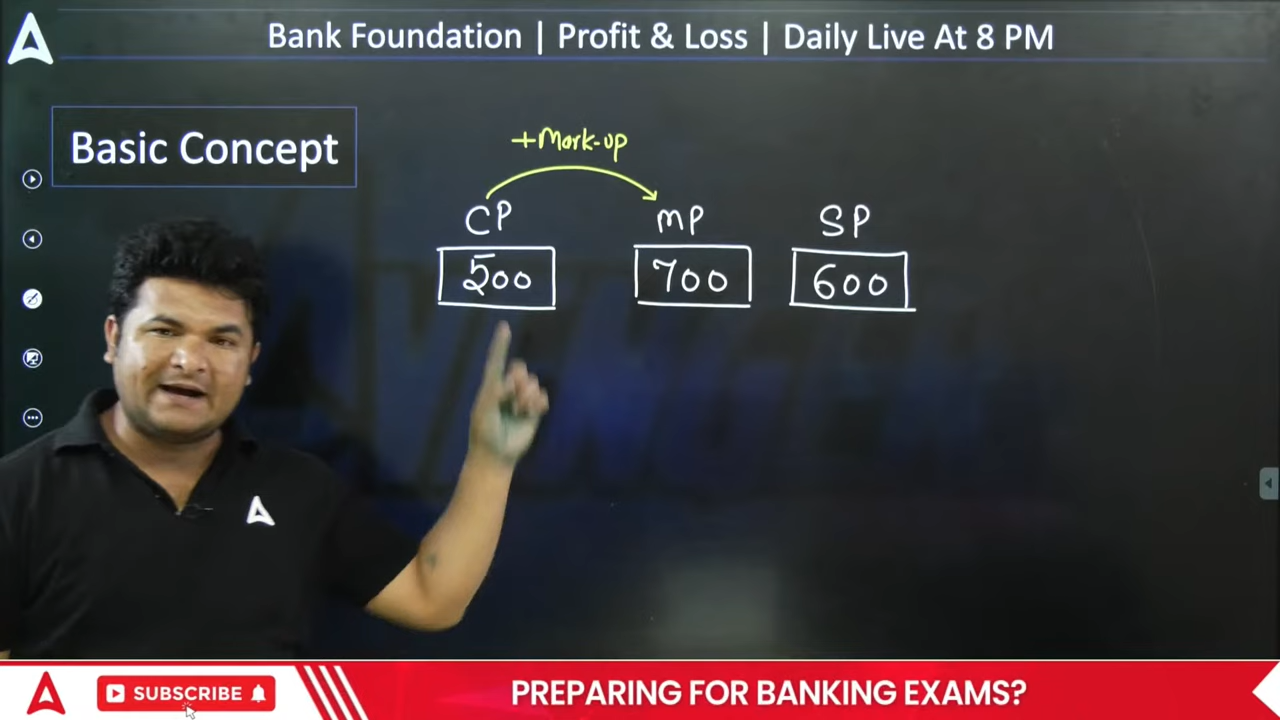 Bank Foundation | Profit & Loss | Daily Live At 8 PM
Basic Concept
+Mark-up
CP MP SP
500 700 600
SUBSCRIBE
PREPARING FOR BANKING EXAMS?